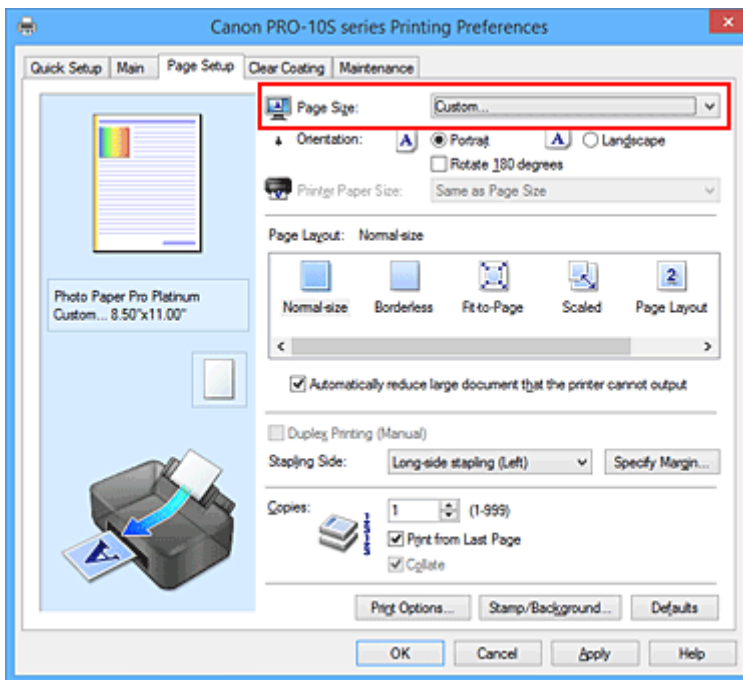 Canon PRO-10S series Printing Preferences
Quick Setup Main Page Setup Clear Coating Maintenance
Page Size: Custom...
Orientation: A Portrait A Landscape
Rotate 180 degrees
Printer Paper Size: Same as Page Size
Page Layout: Normal-size
Normal-size Borderless Fit-to-Page Scaled Page Layout
Photo Paper Pro Platinum
Custom... 8.50"x11.00"
Automatically reduce large document that the printer cannot output
Duplex Printing (Manual)
Stapling Side: Long-side stapling (Left) Specify Margin...
Copies: 1 (1-999)
Print from Last Page
Collate
Print Options... Stamp/Background... Defaults
OK Cancel Apply Help